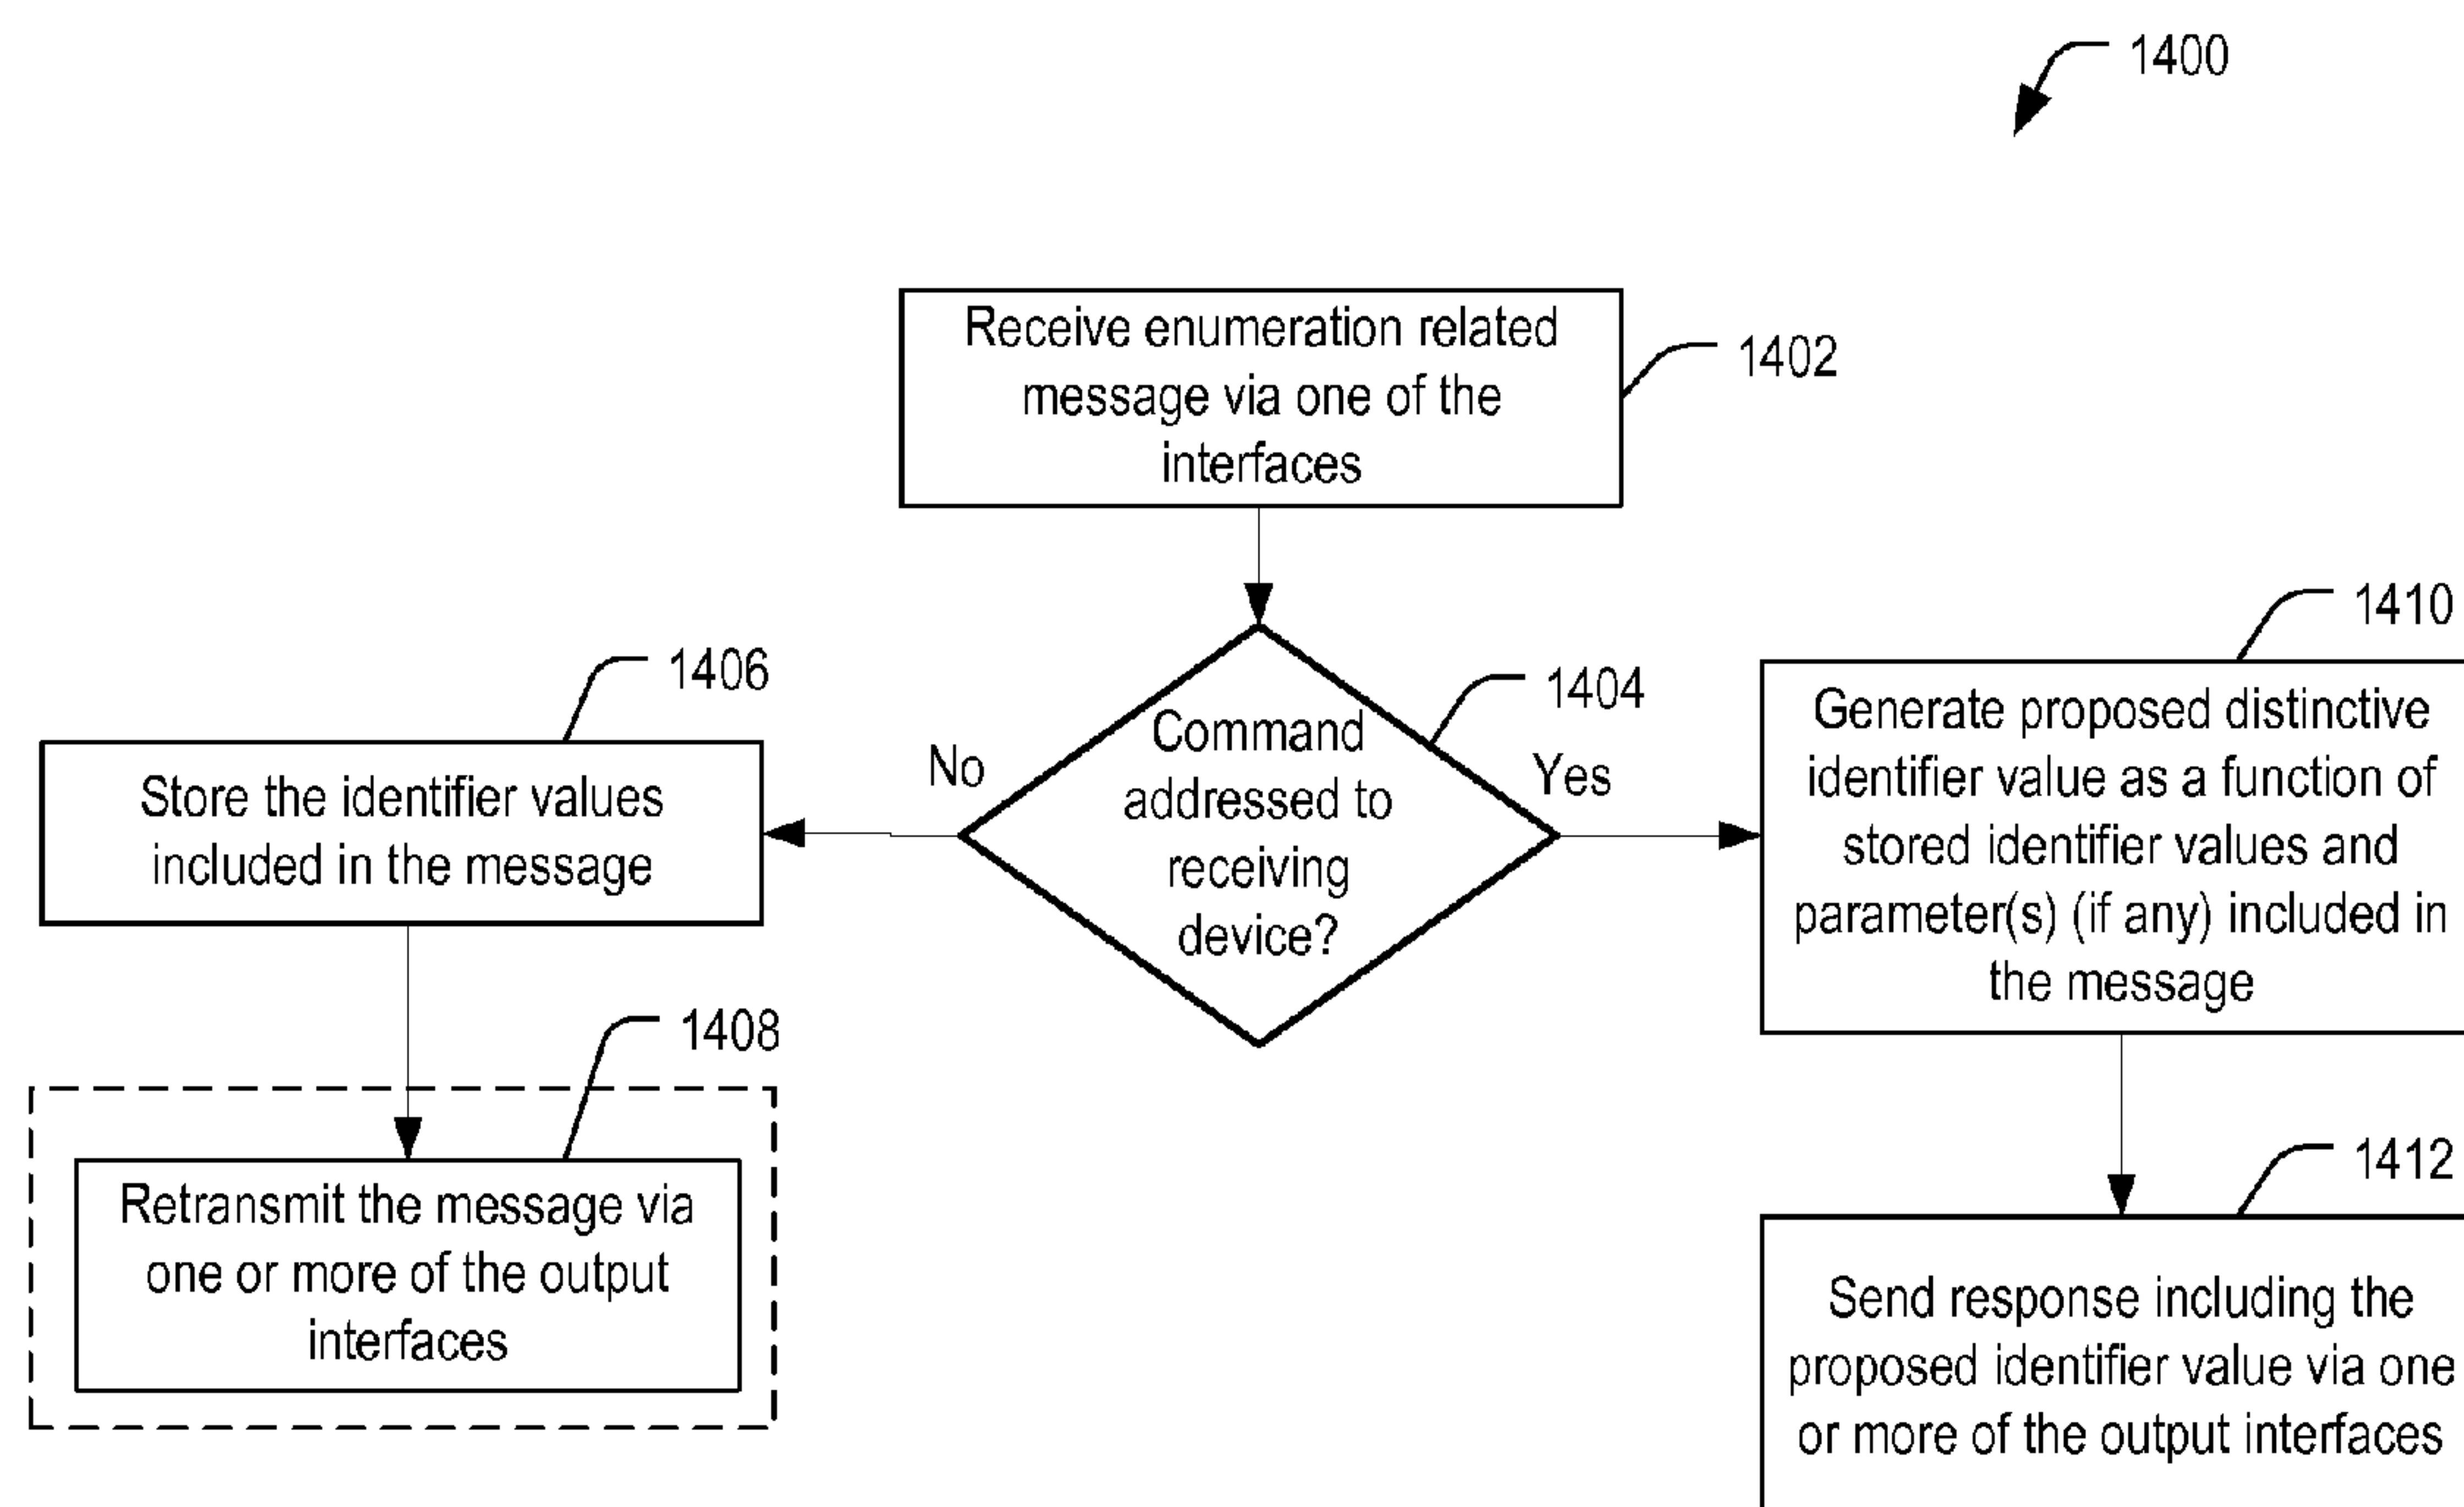 1400
Receive enumeration related
message via one of the
interfaces
1402
Command
addressed to
receiving
device?
1404
No
Yes
1406
Store the identifier values
included in the message
1408
Retransmit the message via
one or more of the output
interfaces
1410
Generate proposed distinctive
identifier value as a function of
stored identifier values and
parameter(s) (if any) included in
the message
1412
Send response including the
proposed identifier value via one
or more of the output interfaces